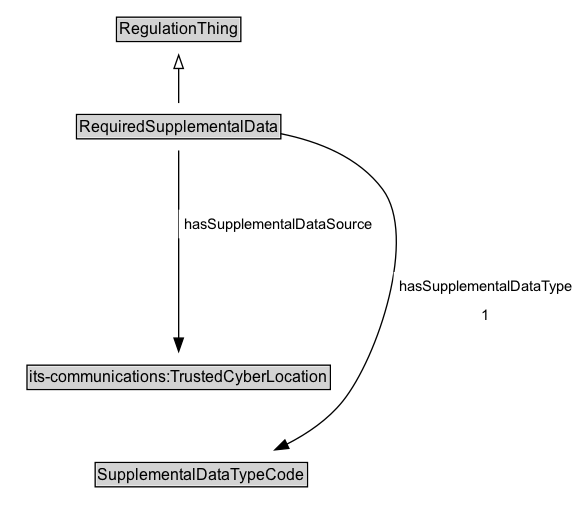 RegulationThing
RequiredSupplementalData
hasSupplementalDataSource
hasSupplementalDataType
1
its-communications:TrustedCyberLocation
SupplementalDataTypeCode